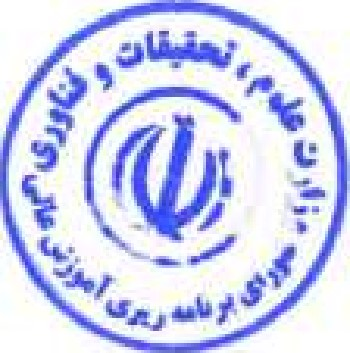 وزارت علوم ، تحقیقات و فناوری
شورای برنامه ریزی آموزش عالی